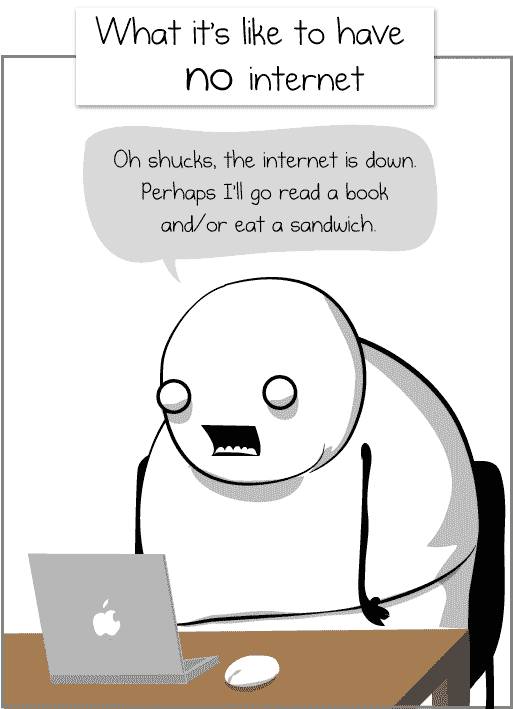 What it's like to have
no internet
Oh shucks, the internet is down.
Perhaps I'll go read a book
and/or eat a sandwich.